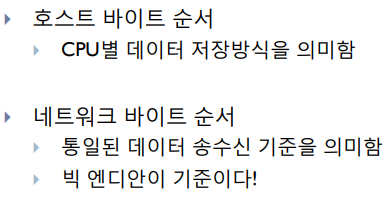 호스트 바이트 순서
CPU별 데이터 저장방식을 의미함
네트워크 바이트 순서
통일된 데이터 송수신 기준을 의미함
빅 엔디안이 기준이다!